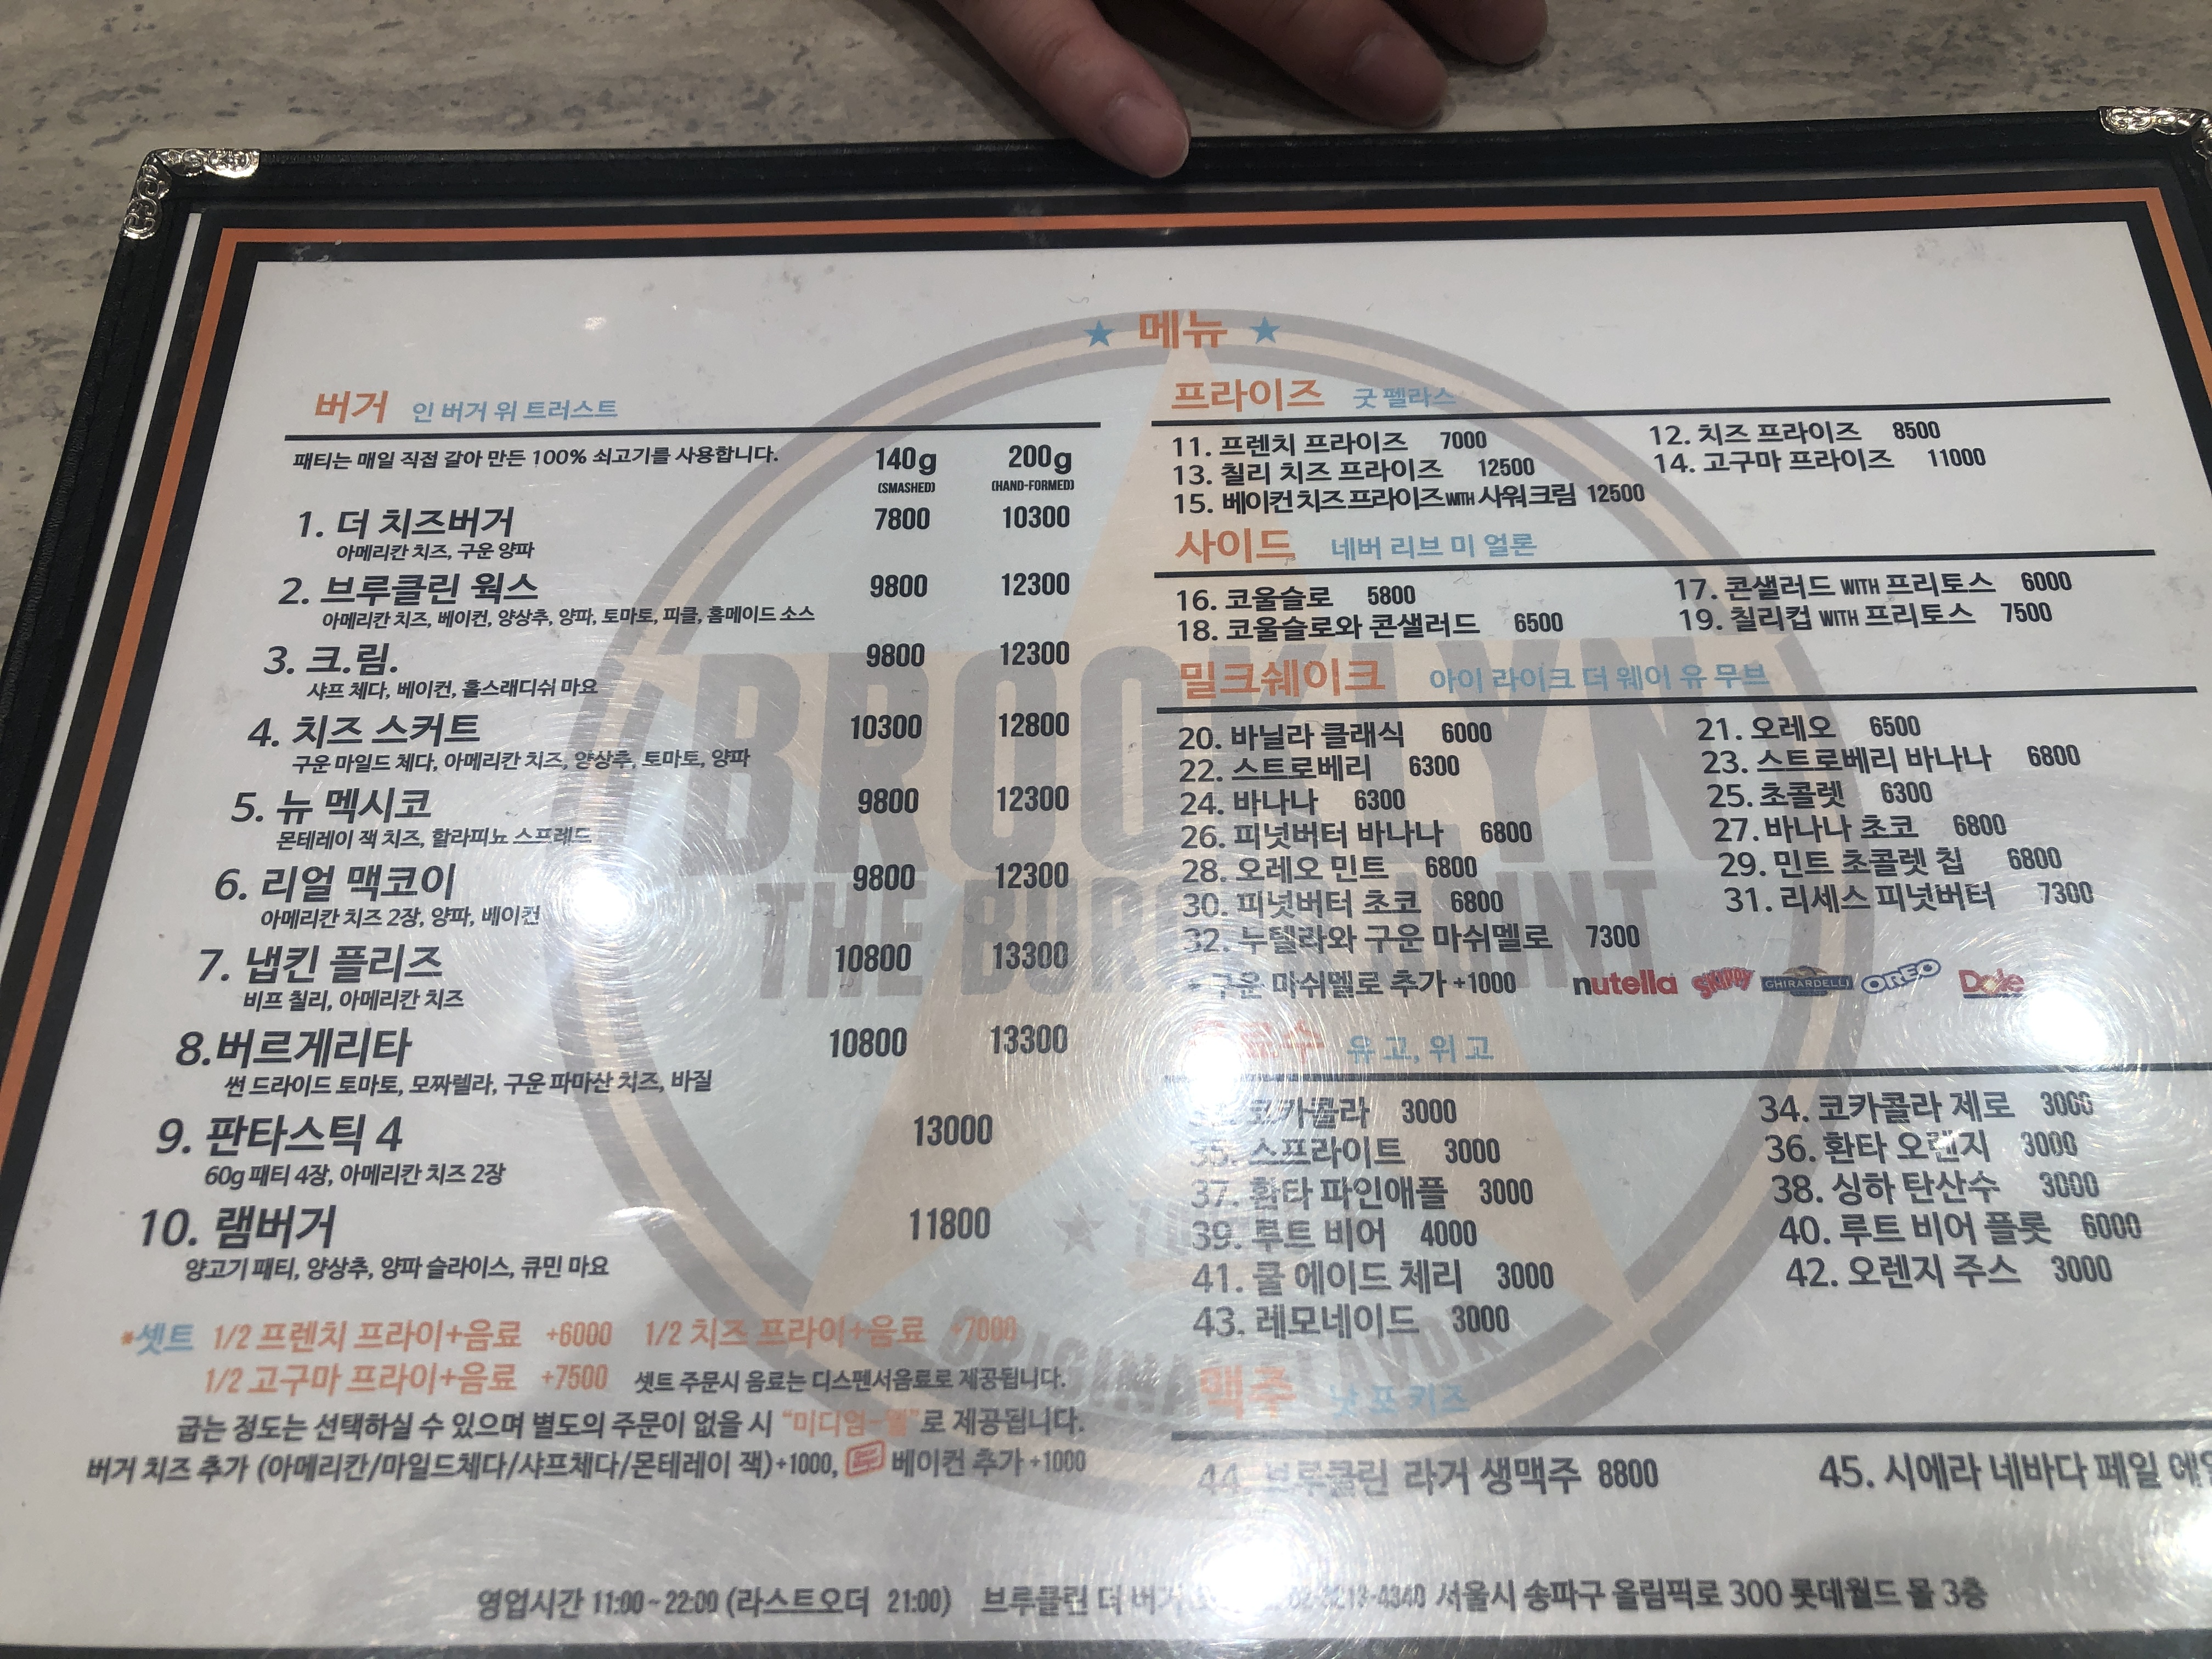 메뉴
버거 인 버거 위 트러스트
패티는 매일 직접 갈아 만든 100% 쇠고기를 사용합니다. 140g 200g
(SMASHED) (HAND-FORMED)
1. 더 치즈버거 7800 10300
아메리칸 치즈, 구운 양파
2. 브루클린 웍스 9800 12300
아메리칸 치즈, 베이컨, 양상추, 양파, 토마토, 피클, 홈메이드 소스
3. 크.림. 9800 12300
샤프 체다, 베이컨, 홀스래디쉬 마요
4. 치즈 스커트 10300 12800
구운 마일드 체다, 아메리칸 치즈, 양상추, 토마토, 양파
5. 뉴 멕시코 9800 12300
몬테레이 잭 치즈, 할라피뇨 스프레드
6. 리얼 맥코이 9800 12300
아메리칸 치즈 2장, 양파, 베이컨
7. 냅킨 플리즈 10800 13300
비프 칠리, 아메리칸 치즈
8.버르게리타 10800 13300
썬 드라이드 토마토, 모짜렐라, 구운 파마산 치즈, 바질
9. 판타스틱 4 13000
60g 패티 4장, 아메리칸 치즈 2장
10. 램버거 11800
양고기 패티, 양상추, 양파 슬라이스, 큐민 마요
*셋트 1/2 프렌치 프라이+음료 +6000 1/2 치즈 프라이+음료 +7000
1/2 고구마 프라이+음료 +7500 셋트 주문시 음료는 디스펜서음료로 제공됩니다.
굽는 정도는 선택하실 수 있으며 별도의 주문이 없을 시 "미디엄-웰"로 제공됩니다.
버거 치즈 추가 (아메리칸/마일드체다/샤프체다/몬테레이 잭)+1000, 베이컨 추가 +1000
프라이즈 굿 펠라스
11. 프렌치 프라이즈 7000 12. 치즈 프라이즈 8500
13. 칠리 치즈 프라이즈 12500 14. 고구마 프라이즈 11000
15. 베이컨 치즈 프라이즈 WITH 사워크림 12500
사이드 네버 리브 미 얼론
16. 코울슬로 5800 17. 콘샐러드 WITH 프리토스 6000
18. 코울슬로와 콘샐러드 6500 19. 칠리컵 WITH 프리토스 7500
밀크쉐이크 아이 라이크 더 웨이 유 무브
20. 바닐라 클래식 6000 21. 오레오 6500
22. 스트로베리 6300 23. 스트로베리 바나나 6800
24. 바나나 6300 25. 초콜렛 6300
26. 피넛버터 바나나 6800 27. 바나나 초코 6800
28. 오레오 민트 6800 29. 민트 초콜렛 칩 6800
30. 피넛버터 초코 6800 31. 리세스 피넛버터 7300
32. 누텔라와 구운 마쉬멜로 7300
* 구운 마쉬멜로 추가 +1000 nutella SKIPPY GHIRARDELLI OREO Dole
유 고, 위 고
코카콜라 3000 34. 코카콜라 제로 3000
35. 스프라이트 3000 36. 환타 오렌지 3000
37. 환타 파인애플 3000 38. 싱하 탄산수 3000
39. 루트 비어 4000 40. 루트 비어 플롯 6000
41. 쿨 에이드 체리 3000 42. 오렌지 주스 3000
43. 레모네이드 3000
맥주 낫 포 키즈
44. 브루클린 라거 생맥주 8800 45. 시에라 네바다 페일
영업시간 11:00~22:00 (라스트오더 21:00) 브루클린 더 버거 서울시 송파구 올림픽로 300 롯데월드 몰 3층
BROOKLYN
THE BURGER JOINT
ORIGINAL FLAVOR